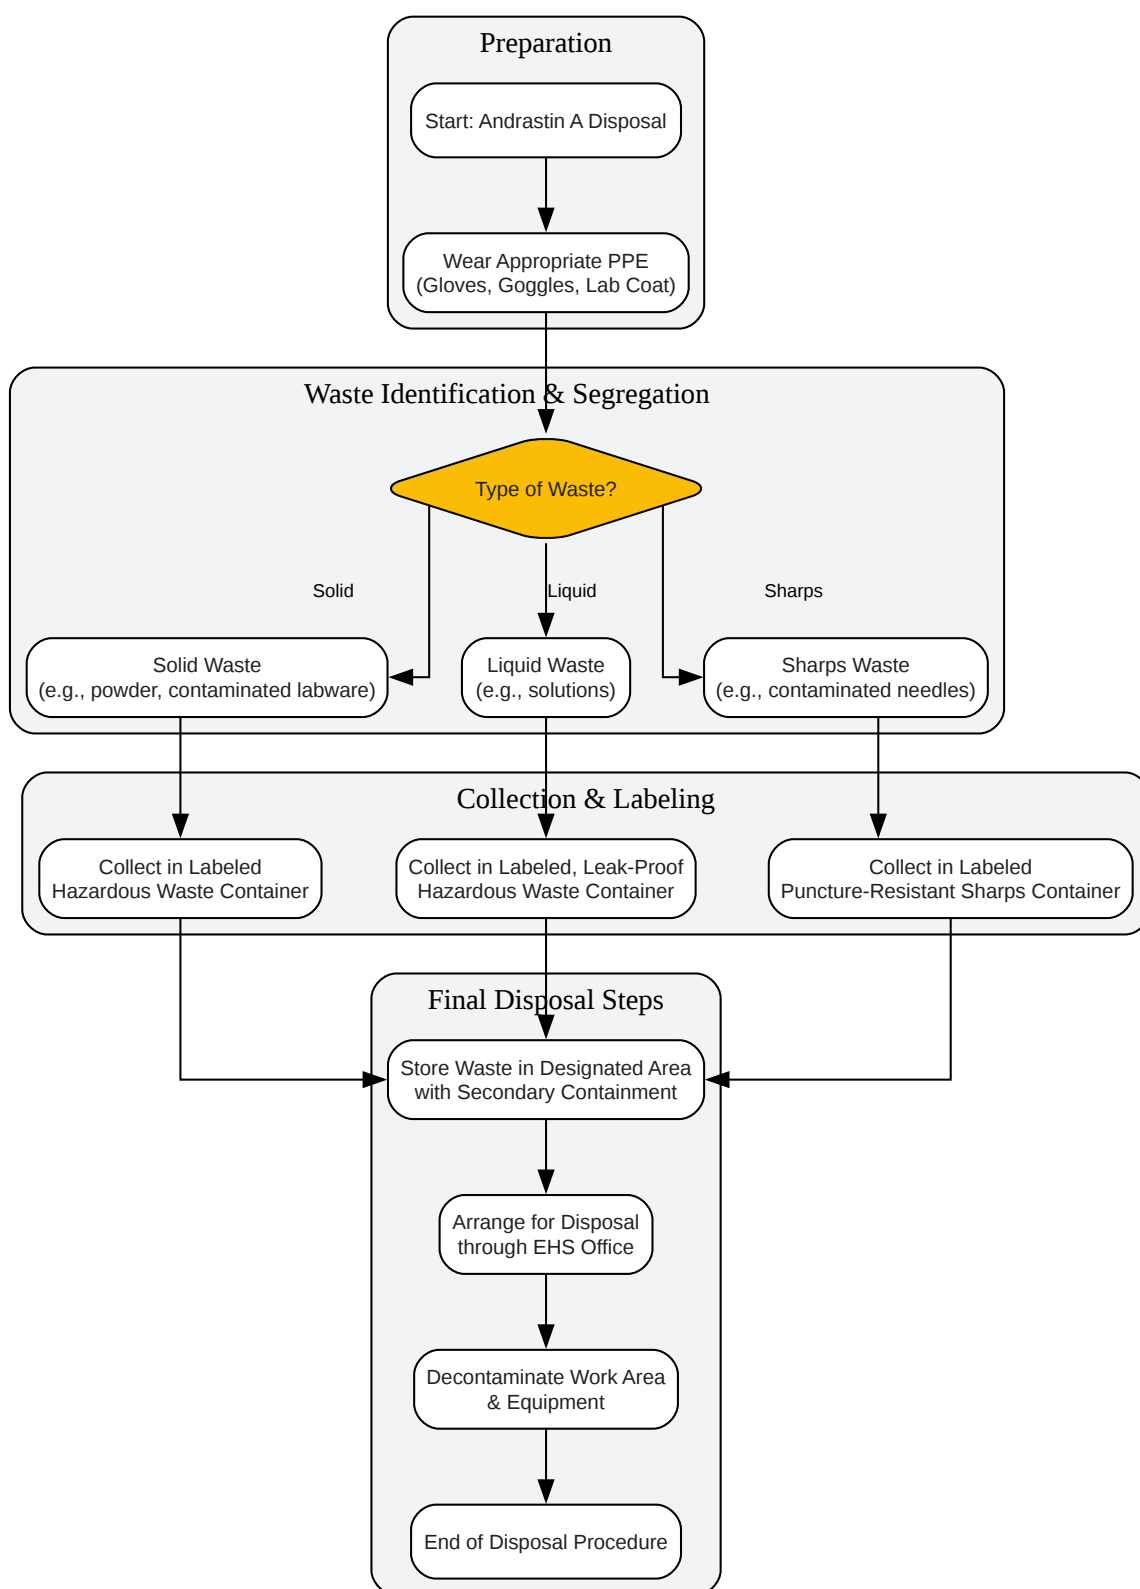 Preparation
Start: Andrastin A Disposal
Wear Appropriate PPE
(Gloves, Goggles, Lab Coat)
Waste Identification & Segregation
Type of Waste?
Solid
Liquid
Sharps
Solid Waste
(e.g., powder, contaminated labware)
Liquid Waste
(e.g., solutions)
Sharps Waste
(e.g., contaminated needles)
Collection & Labeling
Collect in Labeled
Hazardous Waste Container
Collect in Labeled, Leak-Proof
Hazardous Waste Container
Collect in Labeled
Puncture-Resistant Sharps Container
Final Disposal Steps
Store Waste in Designated Area
with Secondary Containment
Arrange for Disposal
through EHS Office
Decontaminate Work Area
& Equipment
End of Disposal Procedure